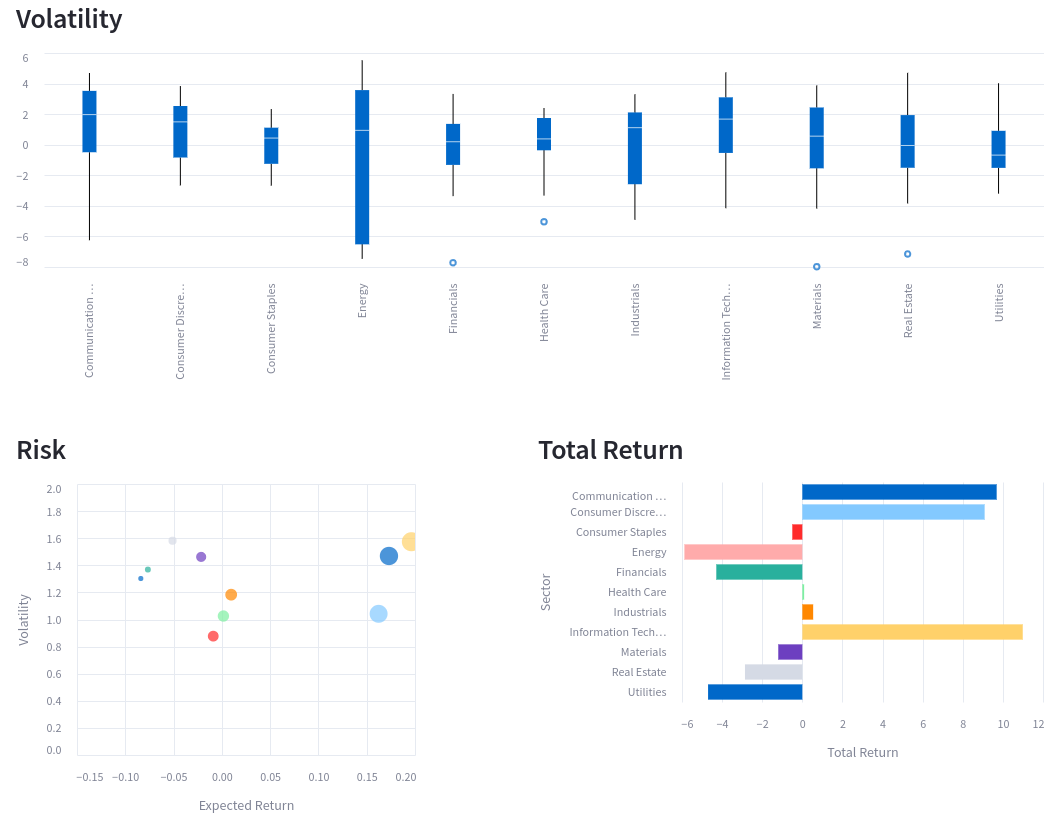 Volatility
6
4
2
0
−2
−4
−6
−8
Communication …
Consumer Discre…
Consumer Staples
Energy
Financials
Health Care
Industrials
Information Tech…
Materials
Real Estate
Utilities
Risk
2.0
1.8
1.6
1.4
1.2
1.0
0.8
0.6
0.4
0.2
0.0
Volatility
−0.15 −0.10 −0.05 0.00 0.05 0.10 0.15 0.20
Expected Return
Total Return
Sector
Communication …
Consumer Discre…
Consumer Staples
Energy
Financials
Health Care
Industrials
Information Tech…
Materials
Real Estate
Utilities
−6 −4 −2 0 2 4 6 8 10 12
Total Return